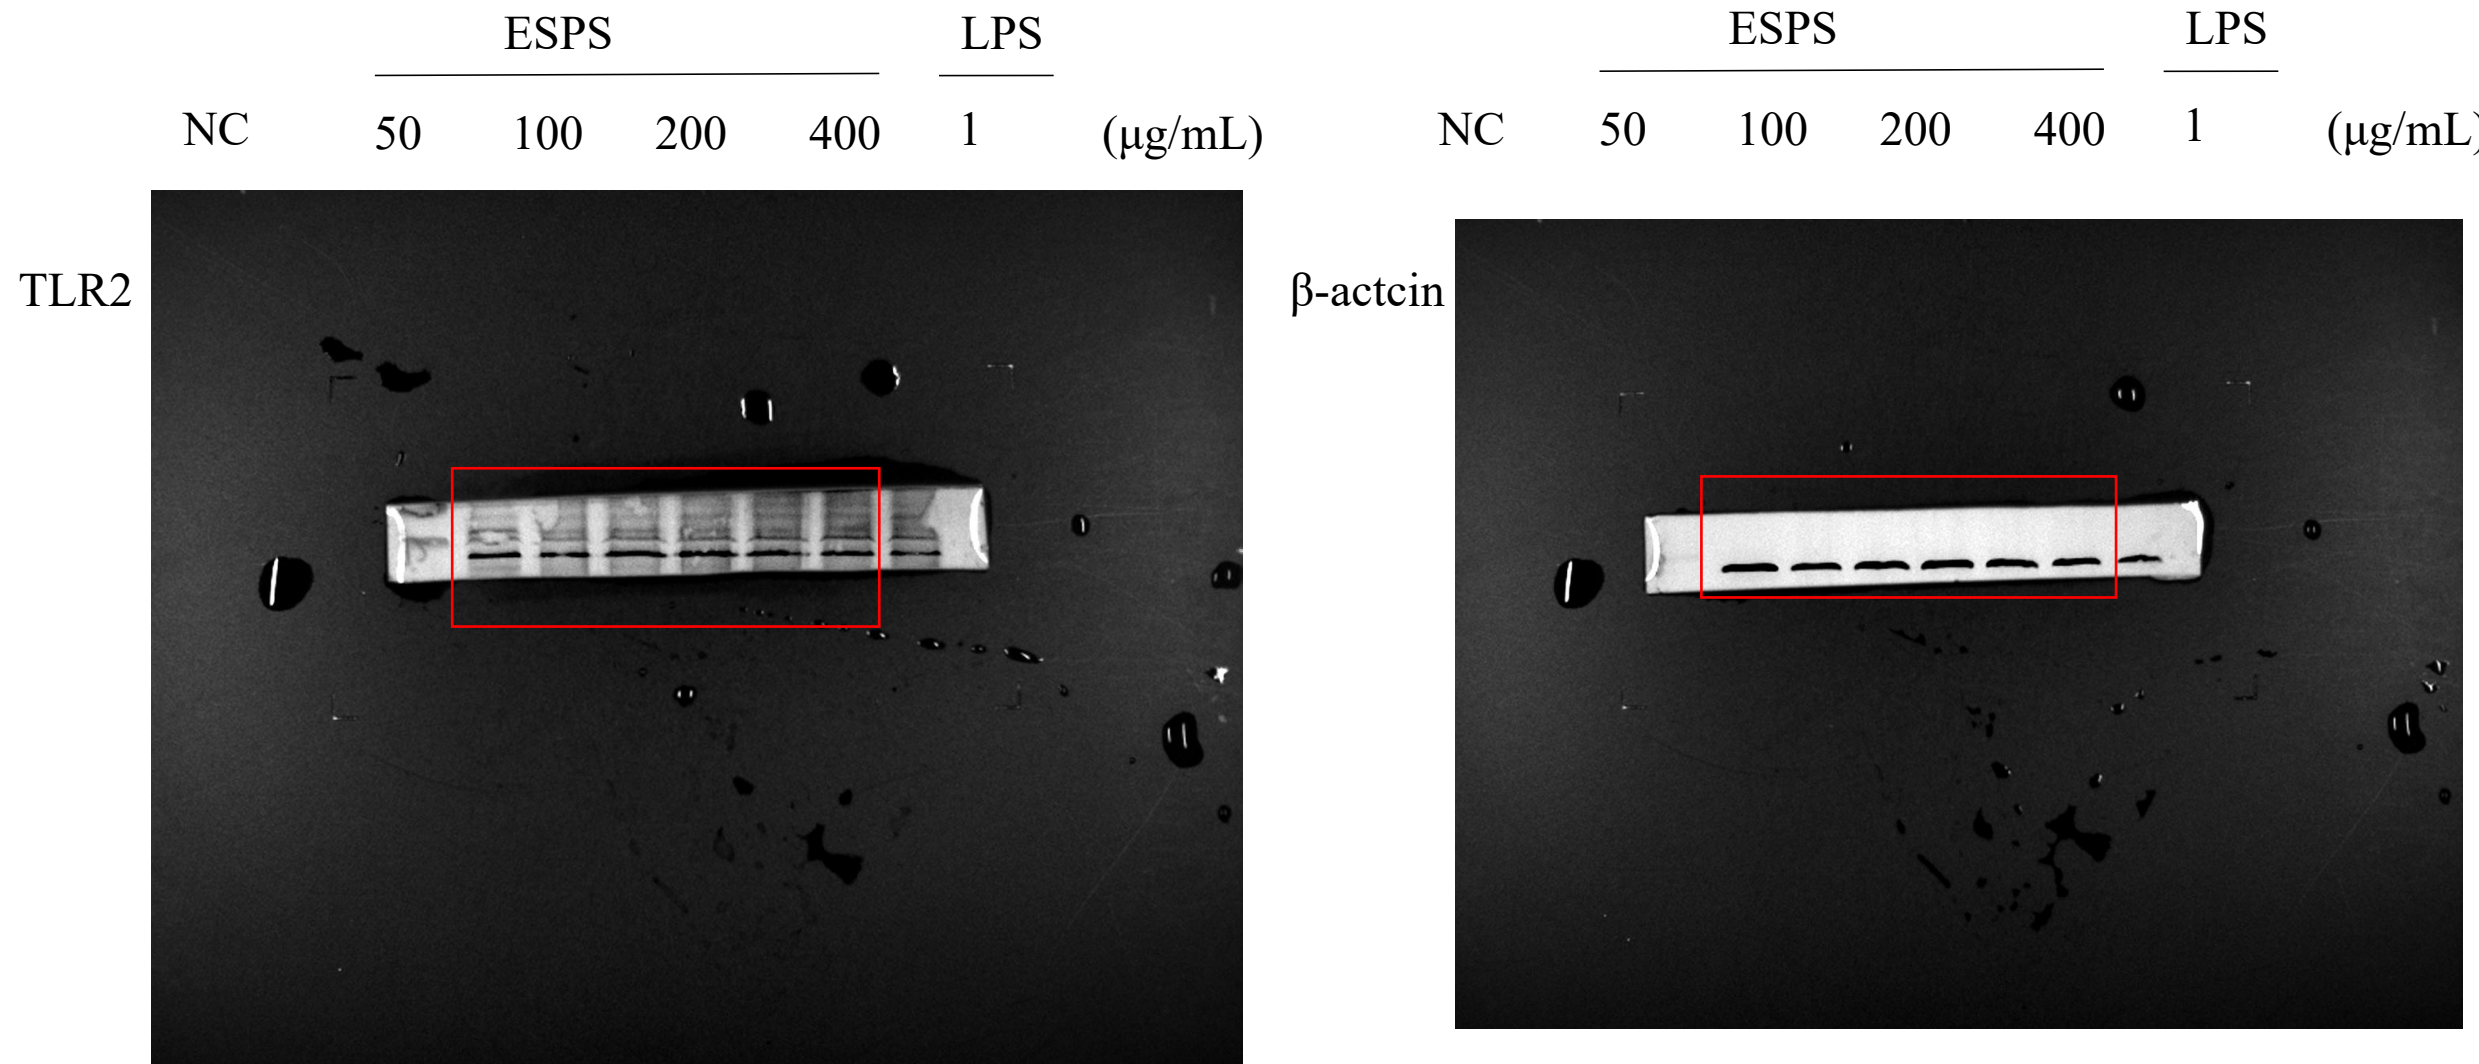 ESPS LPS
NC 50 100 200 400 1 (μg/mL)
TLR2
ESPS LPS
NC 50 100 200 400 1 (μg/mL)
β-actcin